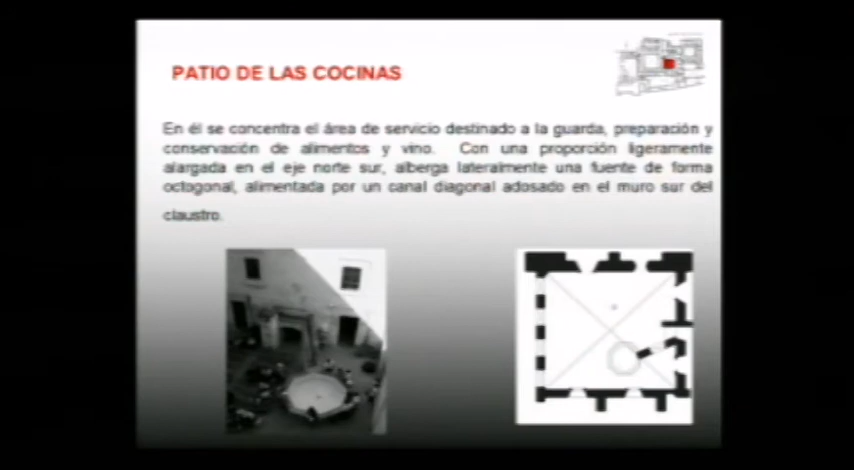 PATIO DE LAS COCINAS
En él se concentra el área de servicio destinado a la guarda, preparación y
conservación de alimentos y vino. Con una proporción ligeramente
alargada en el eje norte sur, alberga lateralmente una fuente de forma
octogonal, alimentada por un canal diagonal adosado en el muro sur del
claustro.